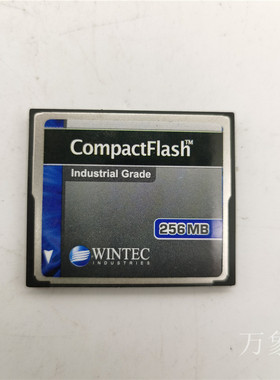 CompactFlash™
Industrial Grade
256 MB
WINTEC
INDUSTRIES
万象